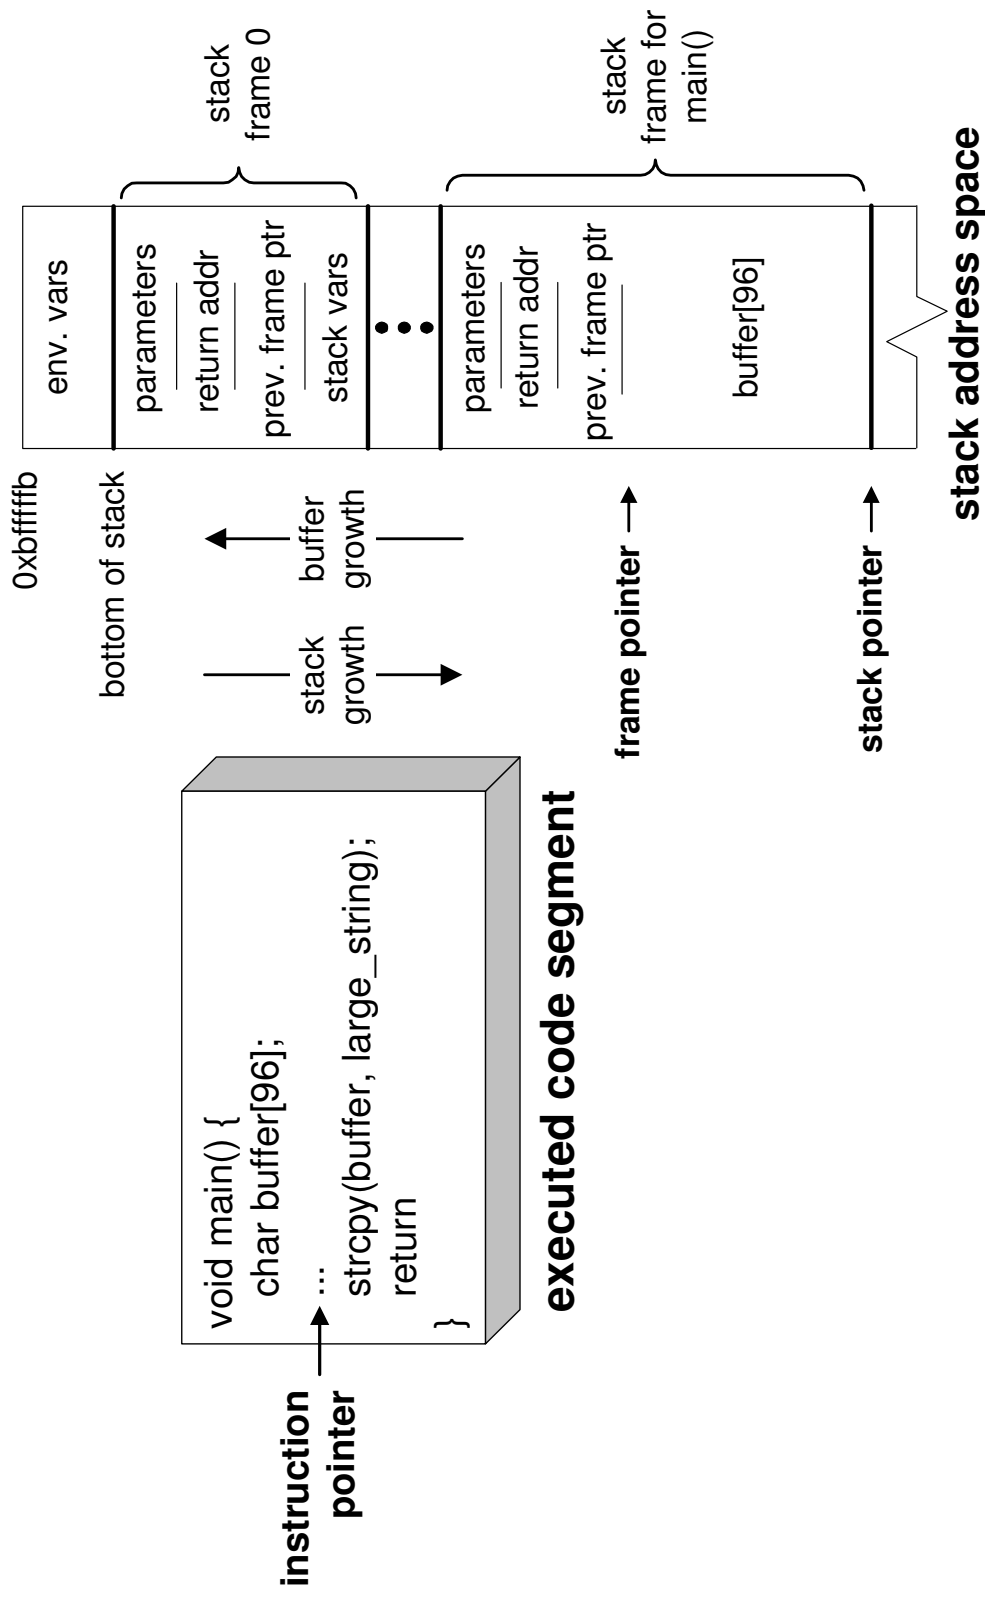 instruction
pointer
void main() {
char buffer[96];
...
strcpy(buffer, large_string);
return
}
executed code segment
0xbfffffb
bottom of stack
stack
growth
buffer
growth
frame pointer
stack pointer
env. vars
parameters
return addr
prev. frame ptr
stack vars
parameters
return addr
prev. frame ptr
buffer[96]
stack
frame 0
stack
frame for
main()
stack address space